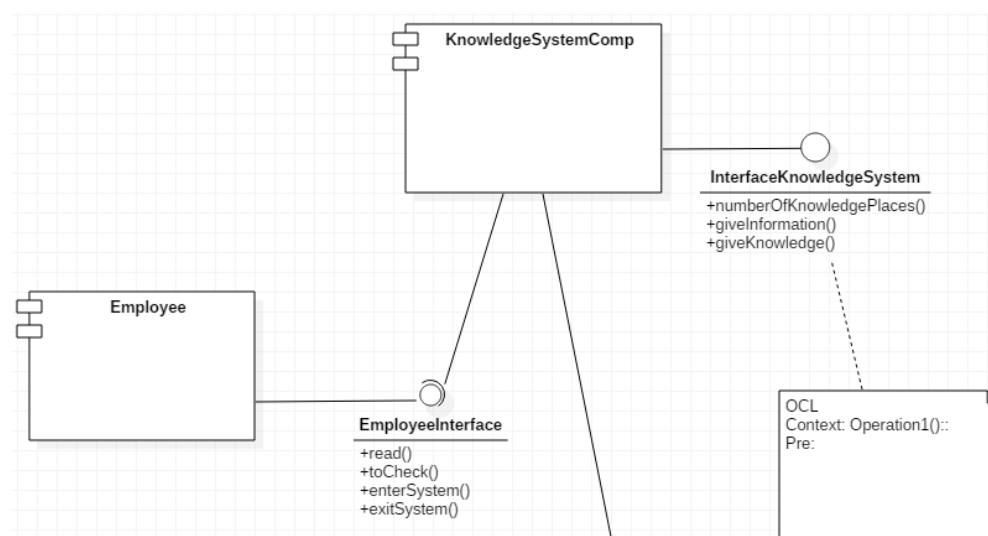 KnowledgeSystemComp
InterfaceKnowledgeSystem
+numberOfKnowledgePlaces()
+giveInformation()
+giveKnowledge()
Employee
EmployeeInterface
+read()
+toCheck()
+enterSystem()
+exitSystem()
OCL
Context: Operation1()::
Pre: